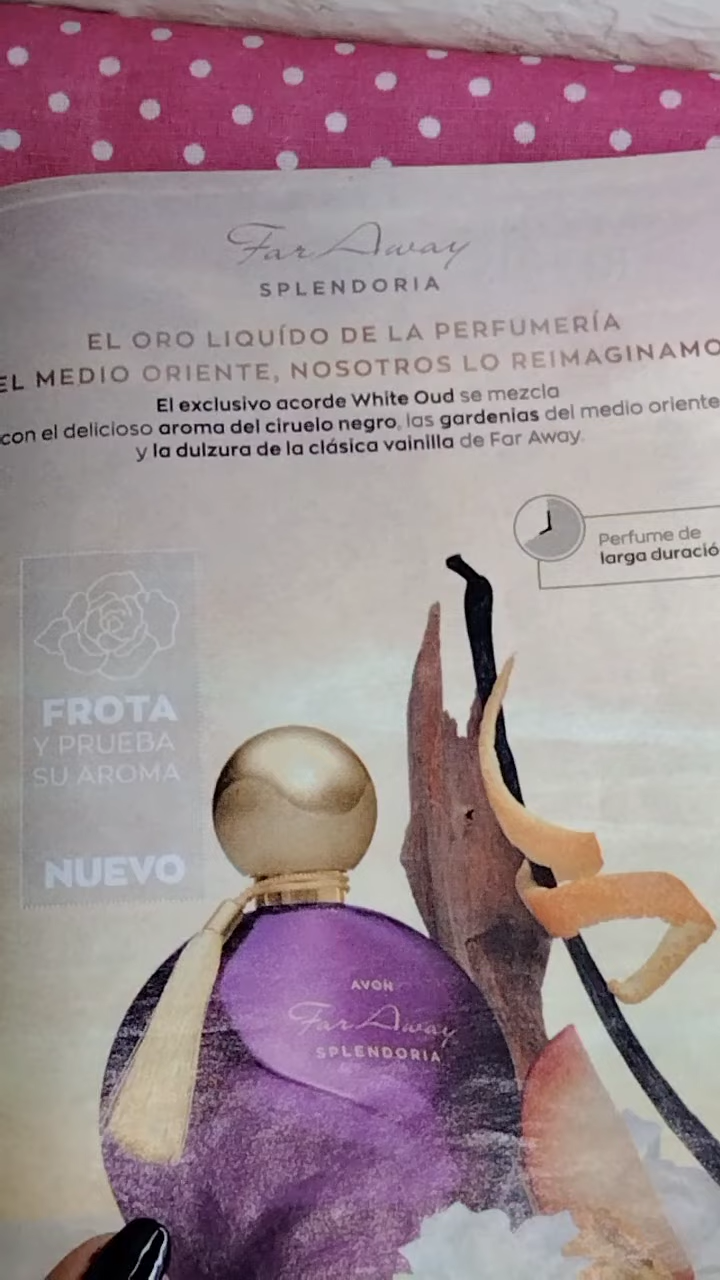 Far Away
SPLENDORIA
EL ORO LIQUÍDO DE LA PERFUMERÍA
EL MEDIO ORIENTE, NOSOTROS LO REIMAGINAMO
El exclusivo acorde White Oud se mezcla
con el delicioso aroma del ciruelo negro, las gardenias del medio oriente
y la dulzura de la clásica vainilla de Far Away.
Perfume de
larga duració
FROTA
Y PRUEBA
SU AROMA
NUEVO
AVON
Far Away
SPLENDORIA